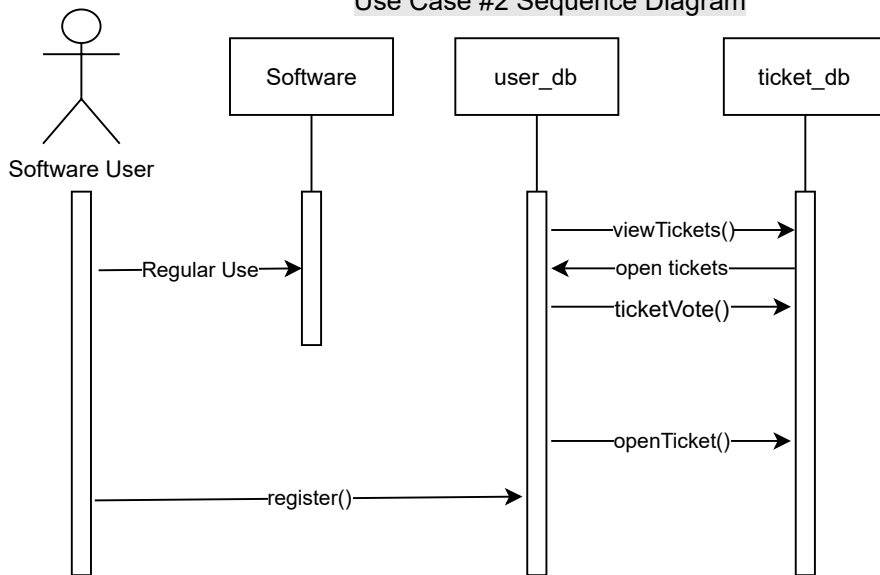 Use Case #2 Sequence Diagram
Software
user_db
ticket_db
Software User
viewTickets()
Regular Use
open tickets
ticketVote()
openTicket()
register()